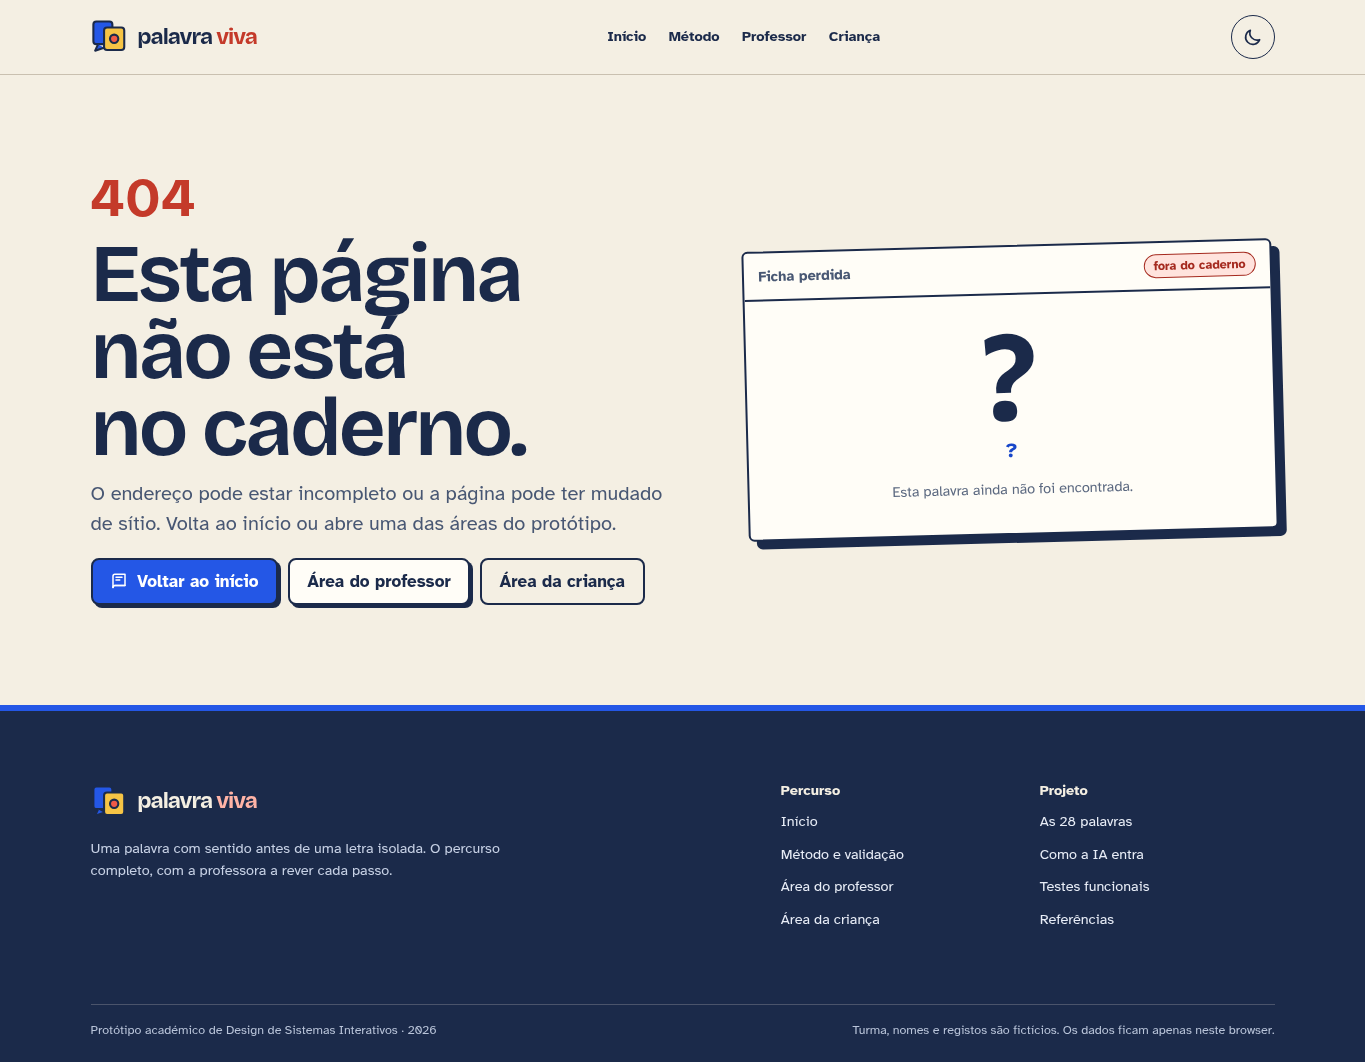 palavra viva
Início
Método
Professor
Criança
404
Esta página
não está
no caderno.
O endereço pode estar incompleto ou a página pode ter mudado
de sítio. Volta ao início ou abre uma das áreas do protótipo.
Voltar ao início
Área do professor
Área da criança
Ficha perdida
fora do caderno
?
?
Esta palavra ainda não foi encontrada.
palavra viva
Uma palavra com sentido antes de uma letra isolada. O percurso
completo, com a professora a rever cada passo.
Percurso
Início
Método e validação
Área do professor
Área da criança
Projeto
As 28 palavras
Como a IA entra
Testes funcionais
Referências
Protótipo académico de Design de Sistemas Interativos · 2026
Turma, nomes e registos são fictícios. Os dados ficam apenas neste browser.